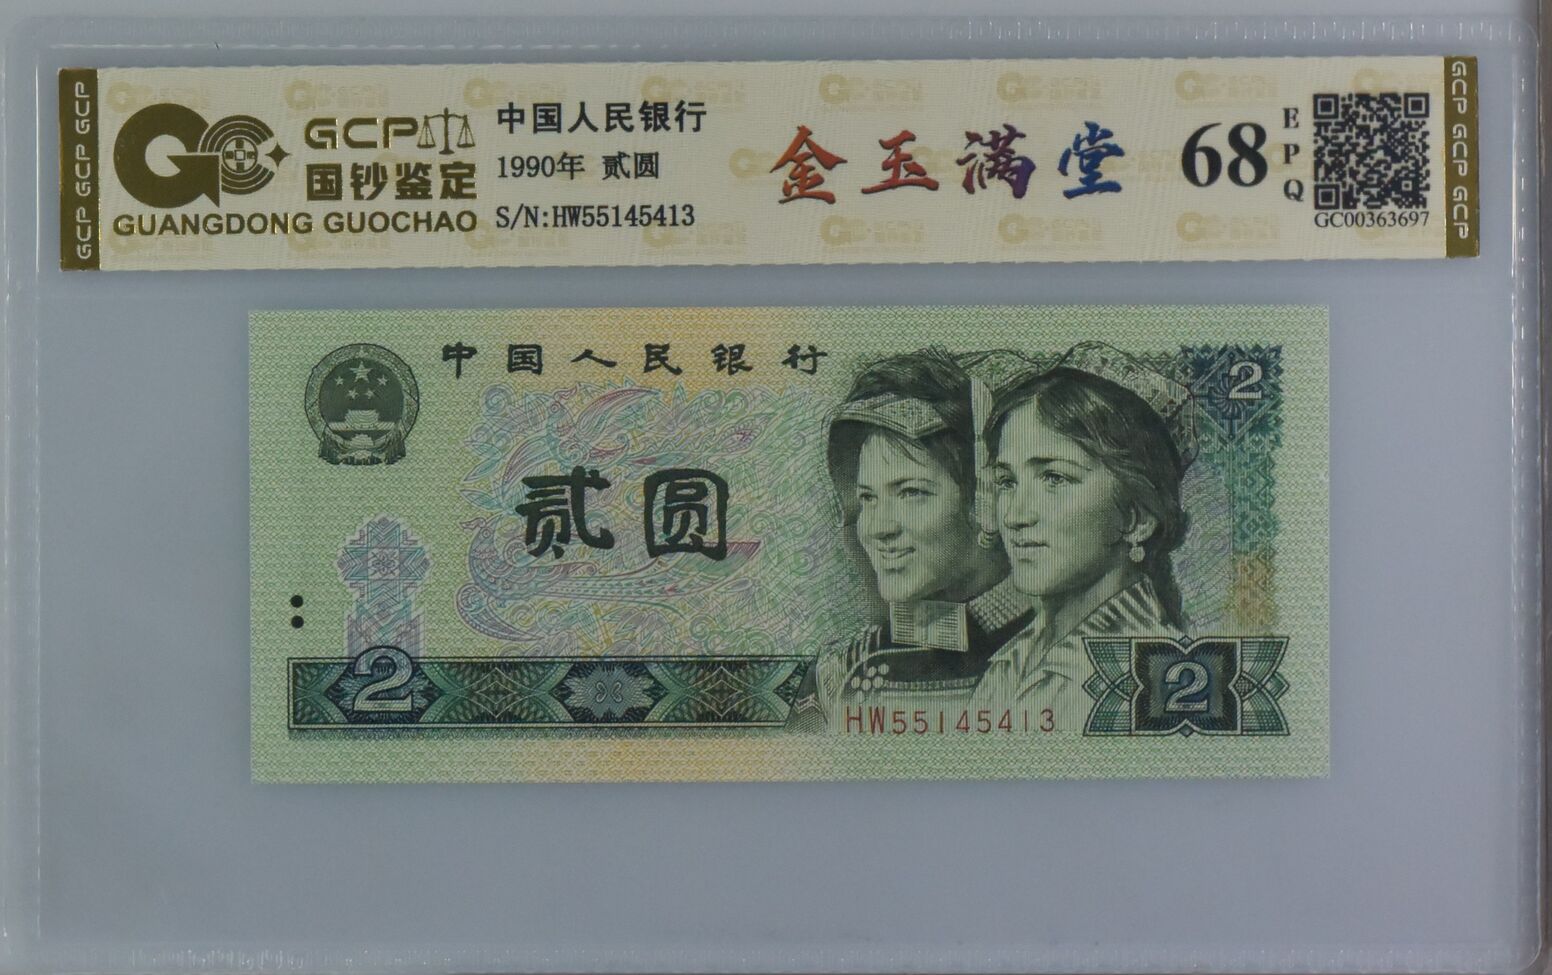 GCP GCP GCP
GCP
国钞鉴定
GUANGDONG GUOCHAO
中国人民银行
1990年 贰圆
S/N:HW55145413
金玉满堂
68
EPQ
GC00363697
GCP GCP GCP GCP
中国人民银行
2
贰圆
2
HW55145413
2